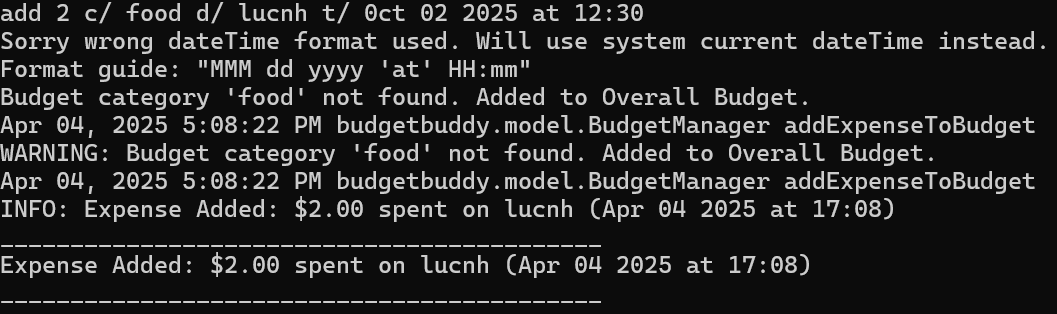 add 2 c/ food d/ lucnh t/ 0ct 02 2025 at 12:30
Sorry wrong dateTime format used. Will use system current dateTime instead.
Format guide: "MMM dd yyyy 'at' HH:mm"
Budget category 'food' not found. Added to Overall Budget.
Apr 04, 2025 5:08:22 PM budgetbuddy.model.BudgetManager addExpenseToBudget
WARNING: Budget category 'food' not found. Added to Overall Budget.
Apr 04, 2025 5:08:22 PM budgetbuddy.model.BudgetManager addExpenseToBudget
INFO: Expense Added: $2.00 spent on lucnh (Apr 04 2025 at 17:08)
___________________________________________
Expense Added: $2.00 spent on lucnh (Apr 04 2025 at 17:08)
___________________________________________